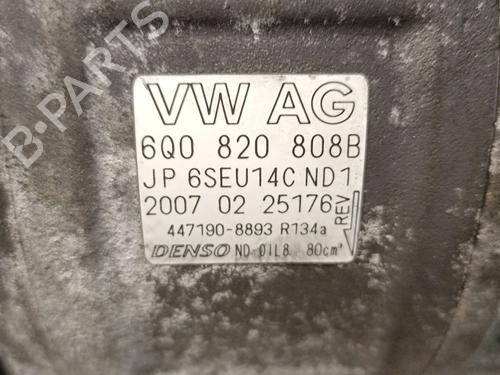 B-PARTS
VW AG
6Q0 820 808B
JP 6SEU14C ND1
2007 02 25176
REV
447190-8893 R134a
DENSO ND-OIL8 80cm³